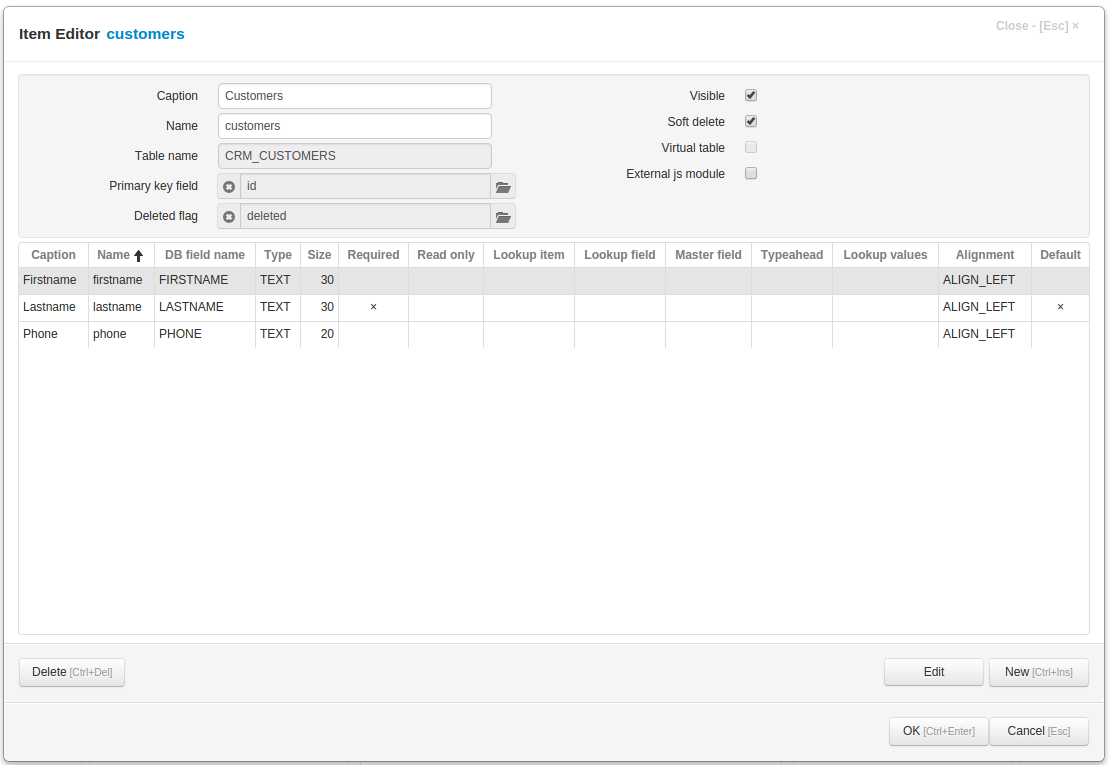 Item Editor customers
Close - [Esc] ×
Caption Customers
Name customers
Table name CRM_CUSTOMERS
Primary key field id
Deleted flag deleted
Visible
Soft delete
Virtual table
External js module
Caption Name DB field name Type Size Required Read only Lookup item Lookup field Master field Typeahead Lookup values Alignment Default
Firstname firstname FIRSTNAME TEXT 30 ALIGN_LEFT
Lastname lastname LASTNAME TEXT 30 × ALIGN_LEFT ×
Phone phone PHONE TEXT 20 ALIGN_LEFT
Delete [Ctrl+Del] Edit New [Ctrl+Ins]
OK [Ctrl+Enter] Cancel [Esc]